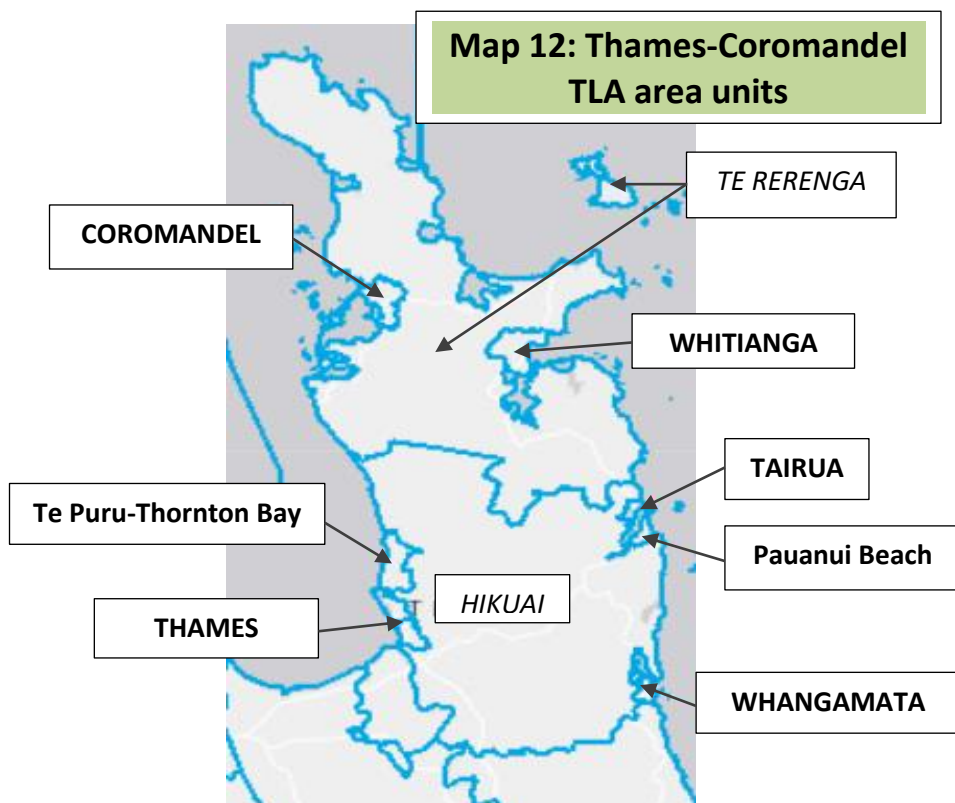 Map 12: Thames-Coromandel
TLA area units
TE RERENGA
COROMANDEL
WHITIANGA
TAIRUA
Te Puru-Thornton Bay
Pauanui Beach
HIKUAI
THAMES
WHANGAMATA